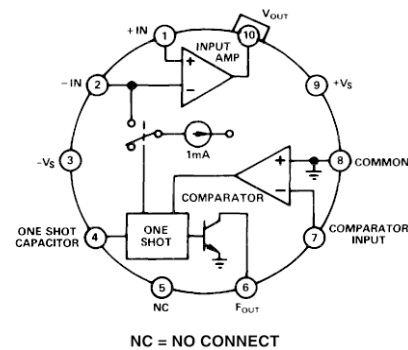 VOUT
+ IN
1
10
INPUT
AMP
+
−
− IN
2
9
+VS
−VS
3
1mA
+
−
8
COMMON
COMPARATOR
ONE SHOT
CAPACITOR
4
ONE
SHOT
7
COMPARATOR
INPUT
5
NC
6
FOUT
NC = NO CONNECT